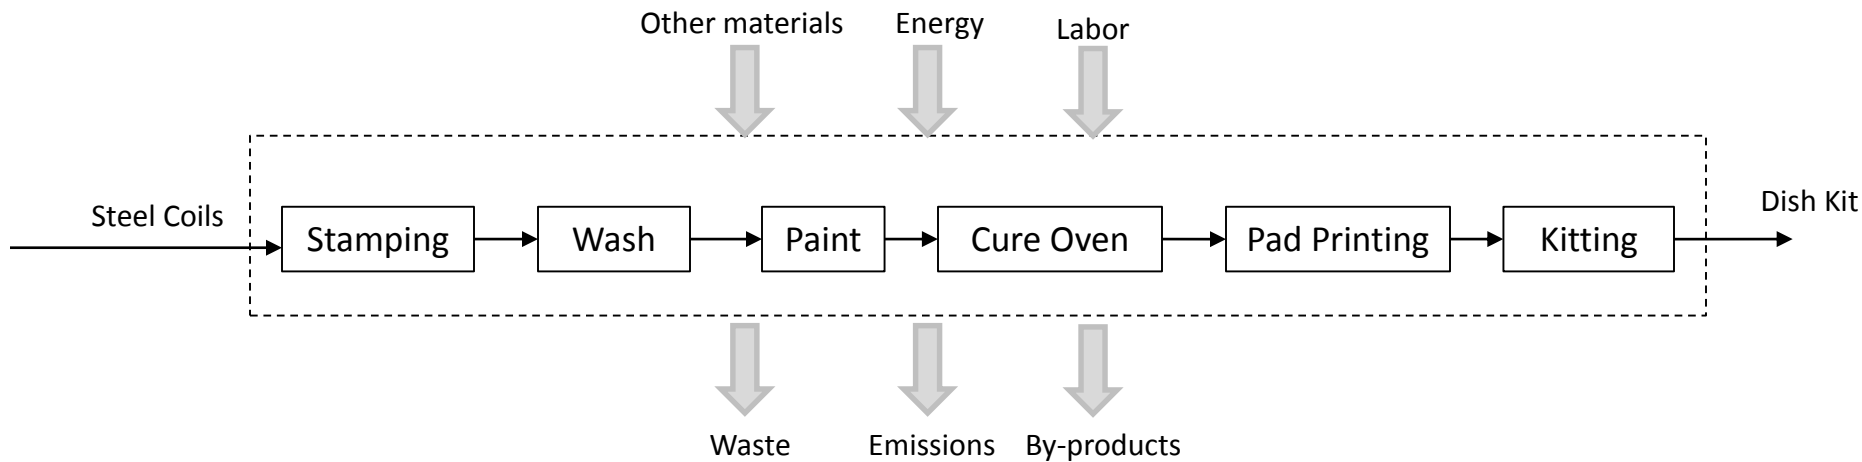 Other materials
Energy
Labor
Steel Coils
Dish Kit
Stamping
Wash
Paint
Cure Oven
Pad Printing
Kitting
Waste
Emissions
By-products